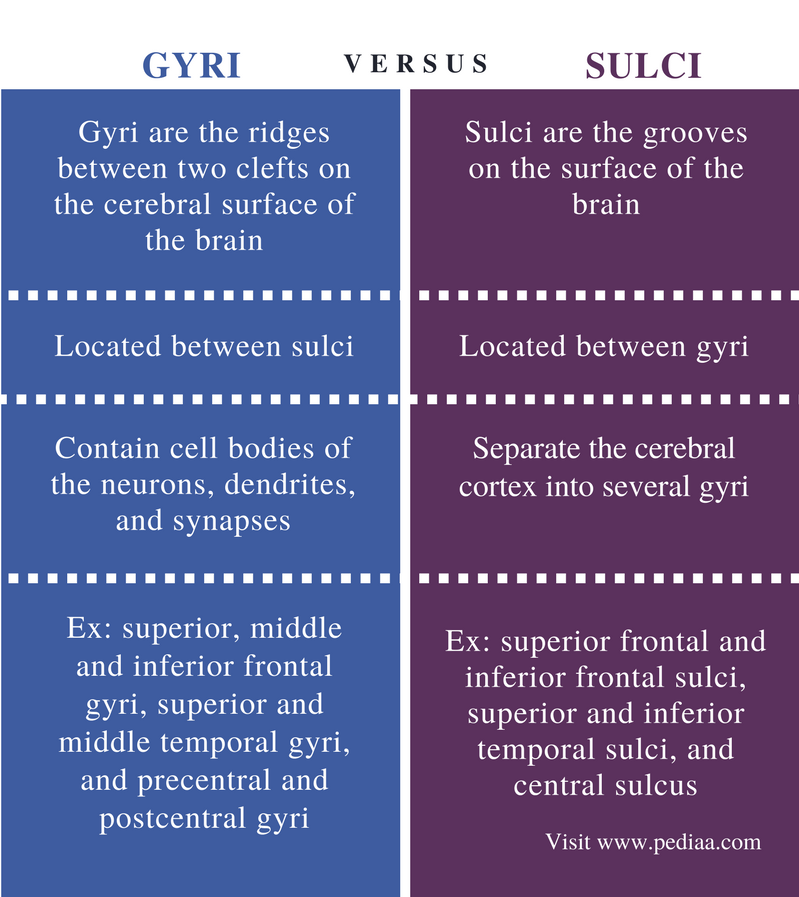 GYRI VERSUS SULCI
Gyri are the ridges
between two clefts on
the cerebral surface of
the brain
Sulci are the grooves
on the surface of the
brain
Located between sulci
Located between gyri
Contain cell bodies of
the neurons, dendrites,
and synapses
Separate the cerebral
cortex into several gyri
Ex: superior, middle
and inferior frontal
gyri, superior and
middle temporal gyri,
and precentral and
postcentral gyri
Ex: superior frontal and
inferior frontal sulci,
superior and inferior
temporal sulci, and
central sulcus
Visit www.pediaa.com